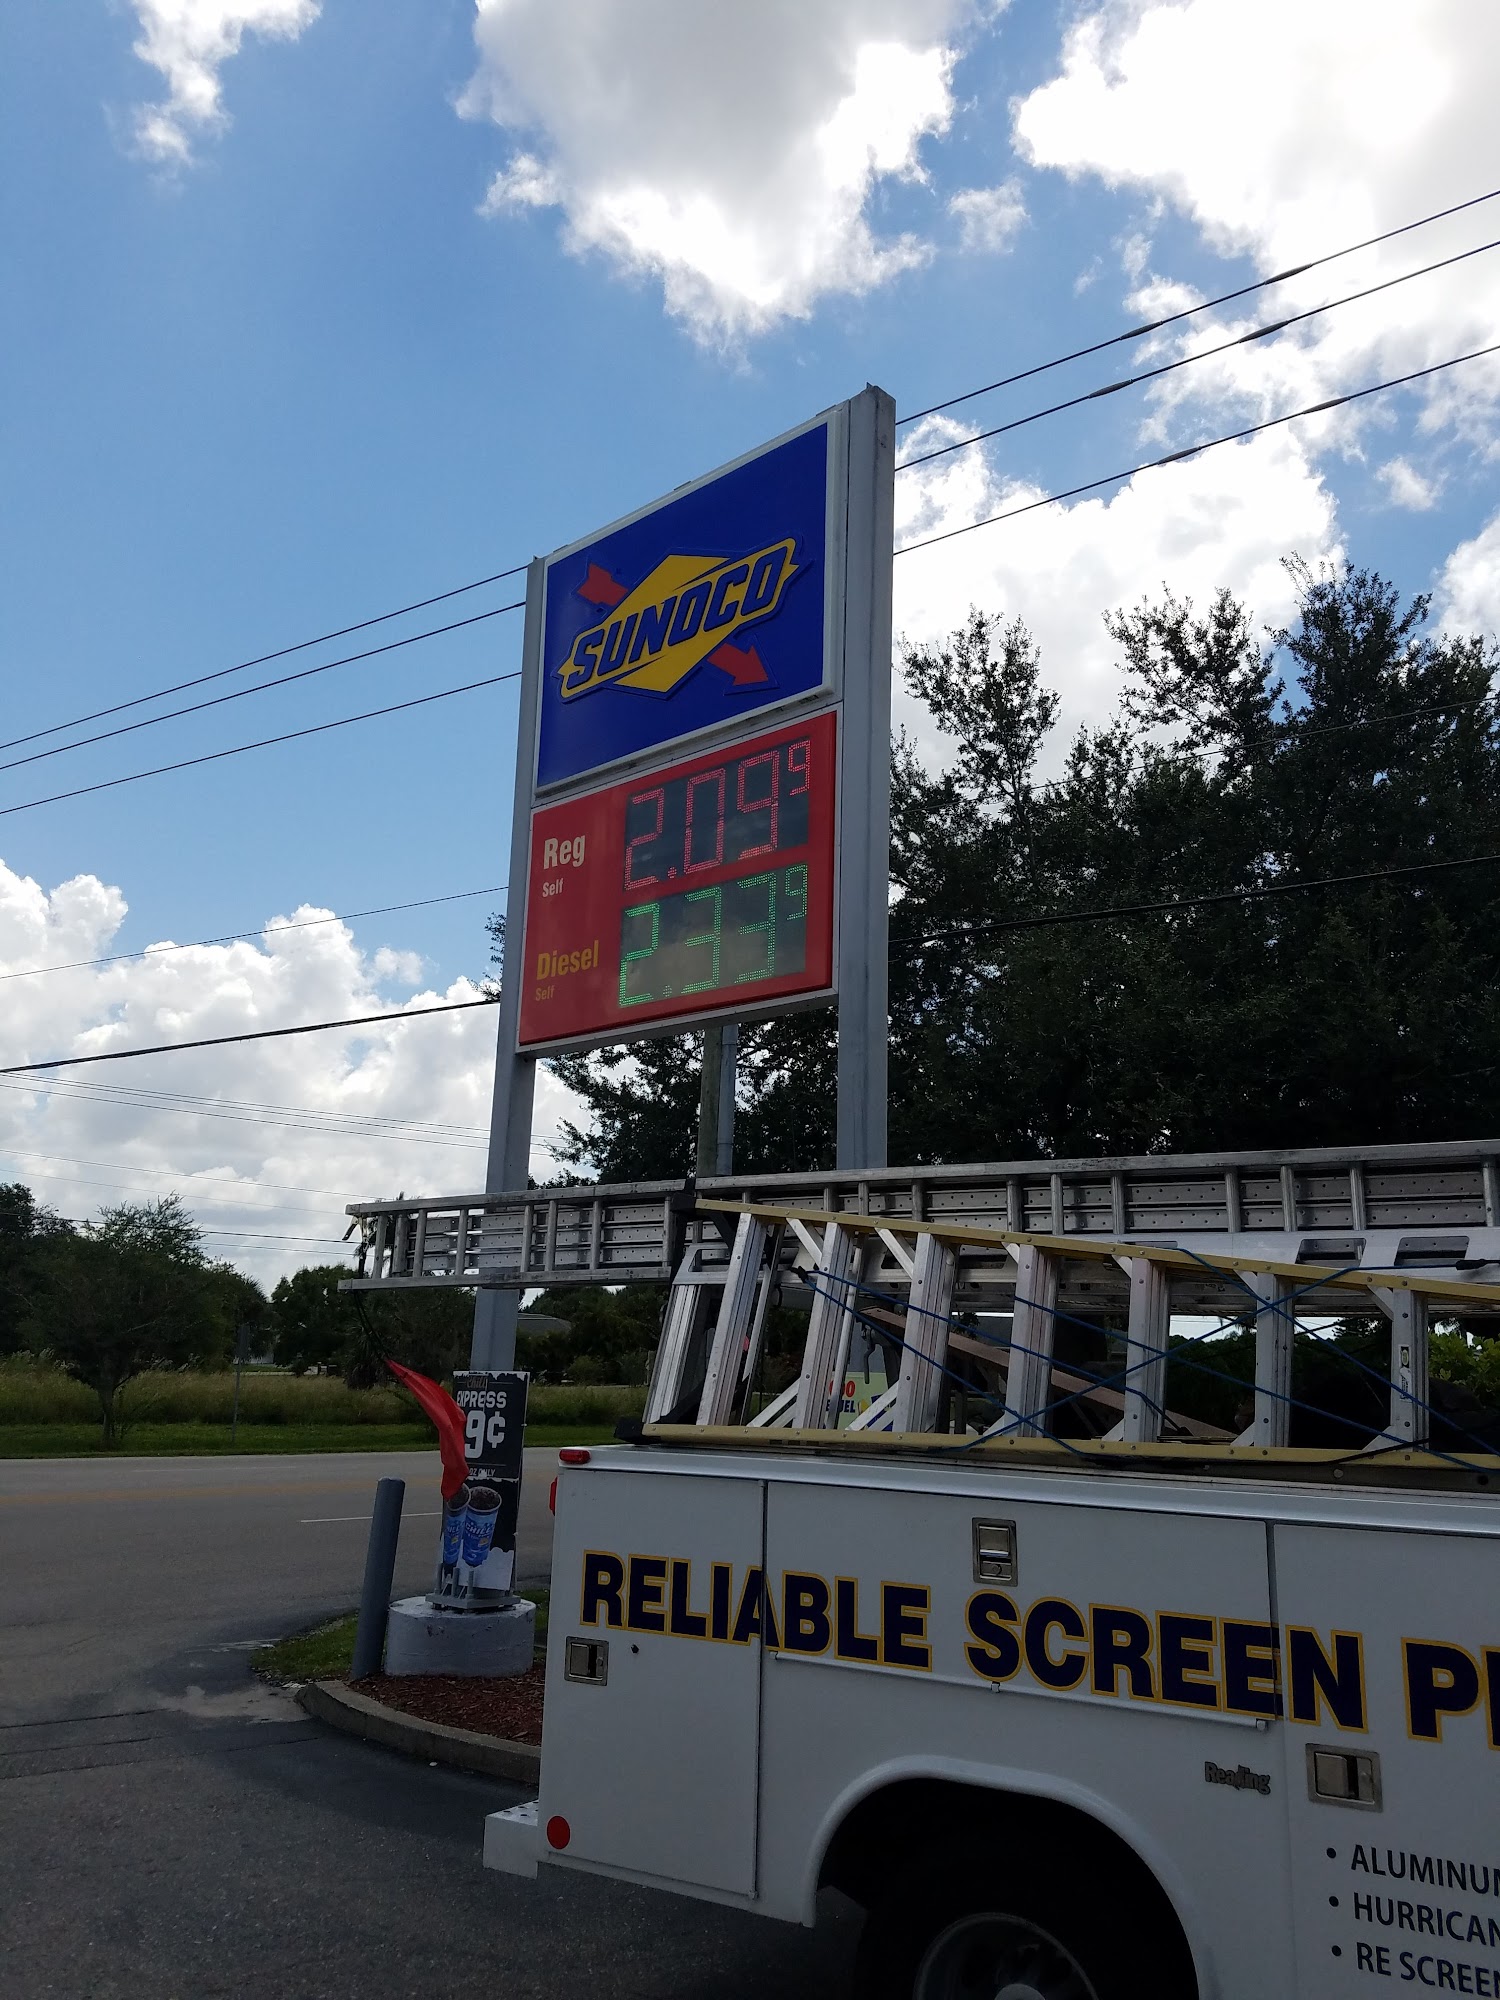 SUNOCO
Reg
Self
2.09 9
Diesel
Self
2.33 9
EXPRESS
9¢
RELIABLE SCREEN
Reading
• ALUMINU
• HURRICAN
• RE SCREEN